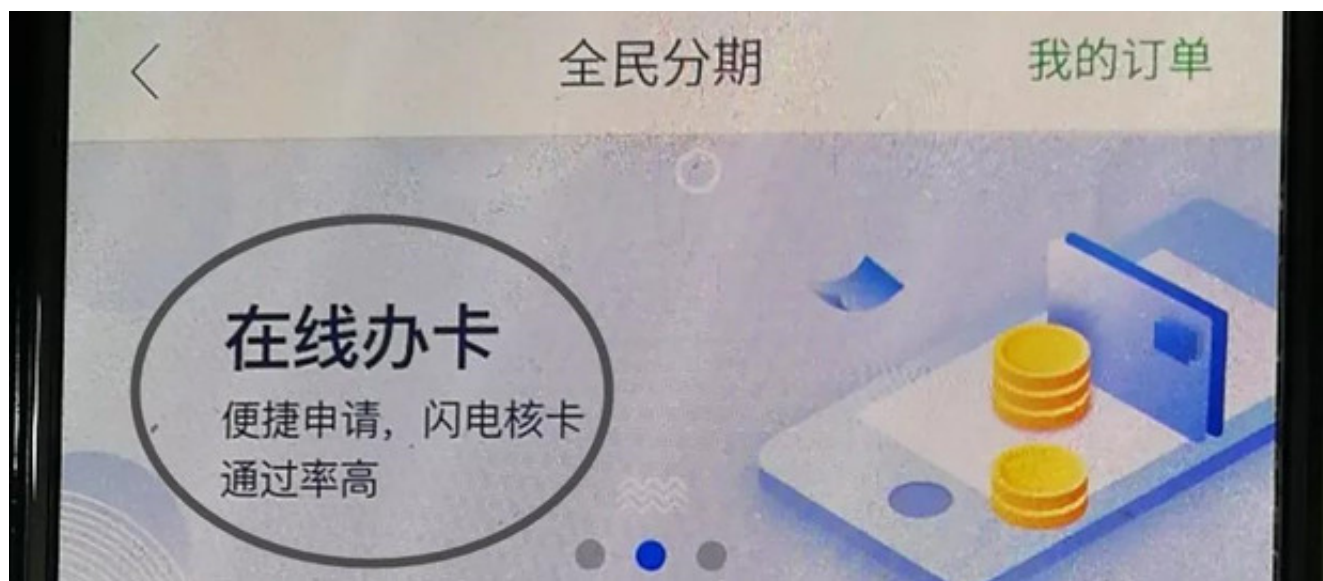 全民分期
我的订单
在线办卡
便捷申请，闪电核卡
通过率高